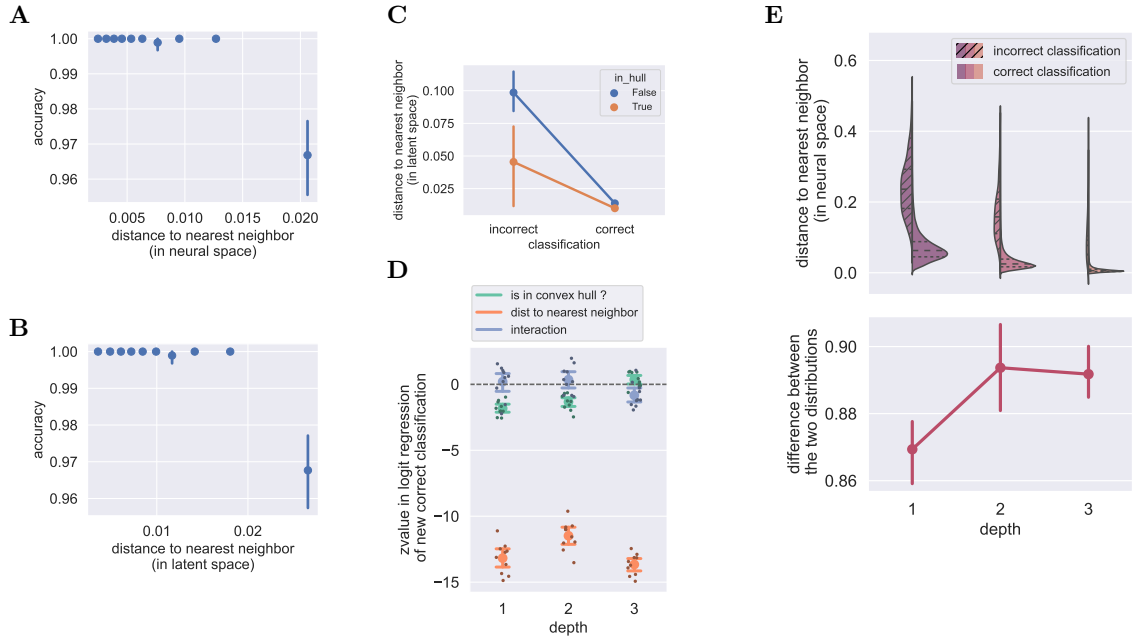 A
1.00
0.99
0.98
0.97
0.96
accuracy
0.005
0.010
0.015
0.020
distance to nearest neighbor
(in neural space)
B
1.00
0.99
0.98
0.97
0.96
accuracy
0.01
0.02
distance to nearest neighbor
(in latent space)
C
in_hull
False
True
0.100
0.075
0.050
0.025
distance to nearest neighbor
(in latent space)
incorrect
correct
classification
D
is in convex hull ?
dist to nearest neighbor
interaction
0
−5
−10
−15
zvalue in logit regression
of new correct classification
1
2
3
depth
E
incorrect classification
correct classification
0.6
0.4
0.2
0.0
distance to nearest neighbor
(in neural space)
0.90
0.88
0.86
difference between
the two distributions
1
2
3
depth